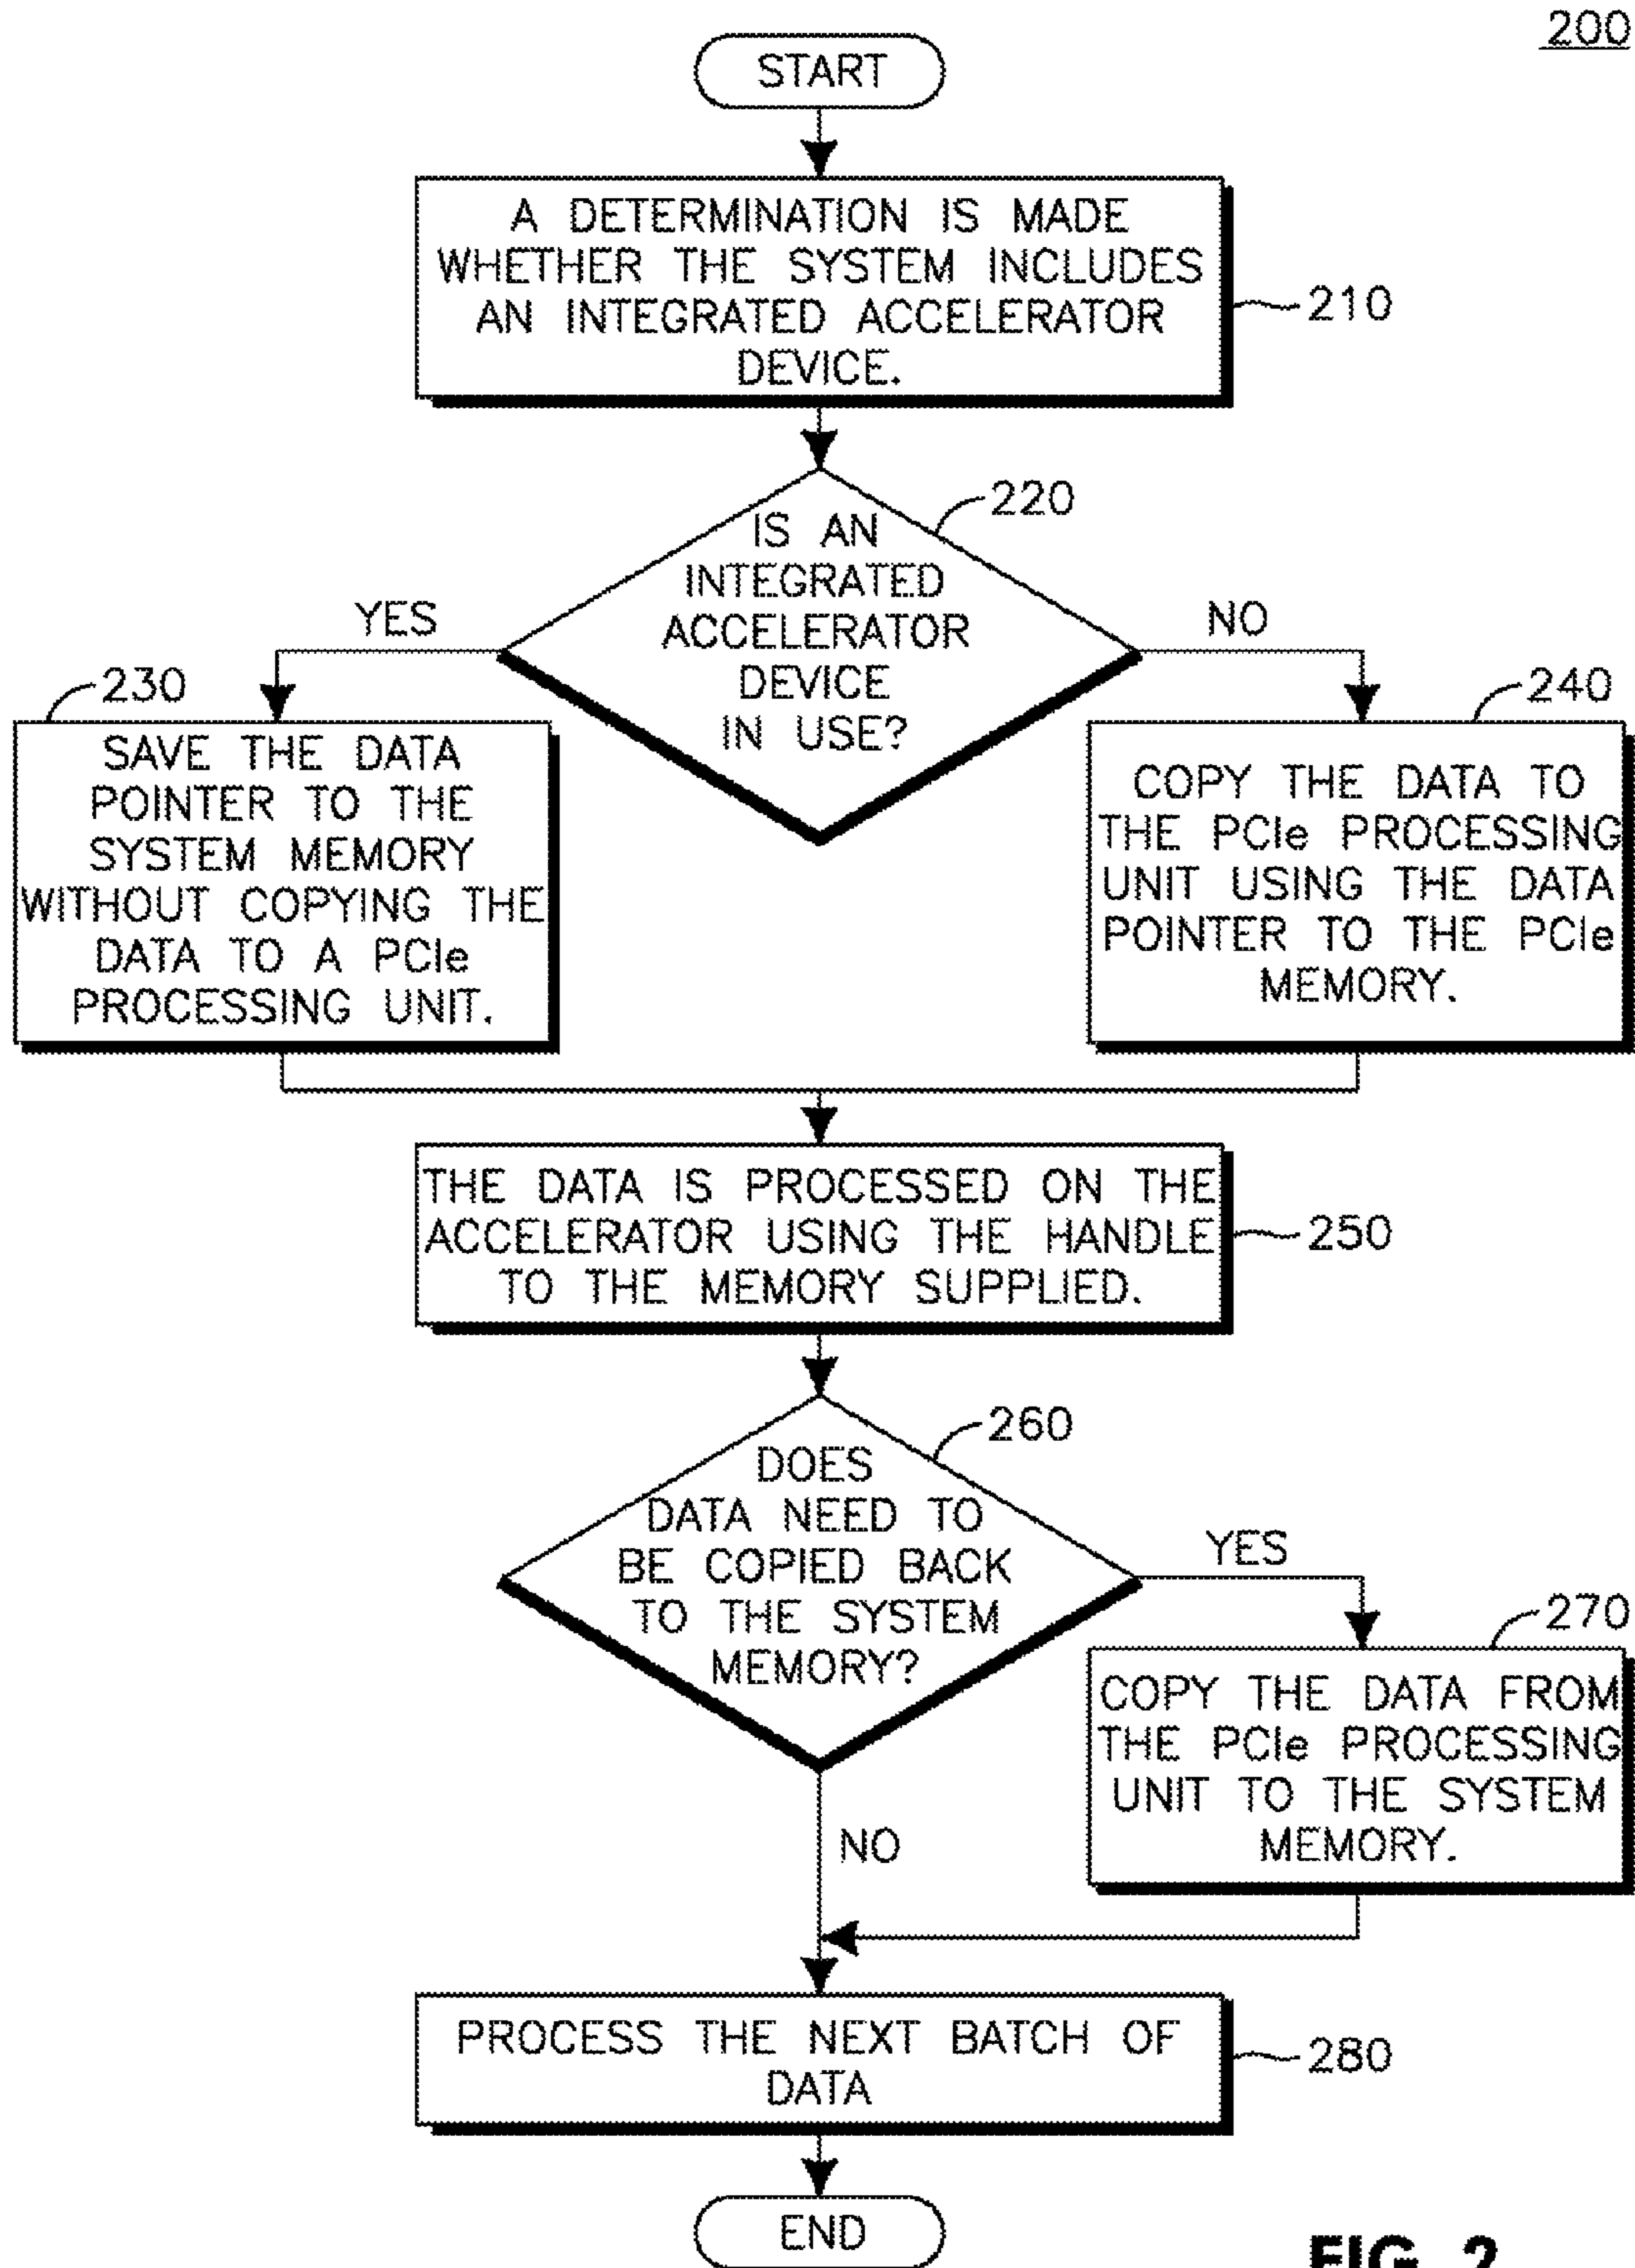 200
START
A DETERMINATION IS MADE
WHETHER THE SYSTEM INCLUDES
AN INTEGRATED ACCELERATOR
DEVICE.
210
220
IS AN
INTEGRATED
ACCELERATOR
DEVICE
IN USE?
YES
NO
230
SAVE THE DATA
POINTER TO THE
SYSTEM MEMORY
WITHOUT COPYING THE
DATA TO A PCIe
PROCESSING UNIT.
240
COPY THE DATA TO
THE PCIe PROCESSING
UNIT USING THE DATA
POINTER TO THE PCIe
MEMORY.
THE DATA IS PROCESSED ON THE
ACCELERATOR USING THE HANDLE
TO THE MEMORY SUPPLIED.
250
260
DOES
DATA NEED TO
BE COPIED BACK
TO THE SYSTEM
MEMORY?
YES
270
COPY THE DATA FROM
THE PCIe PROCESSING
UNIT TO THE SYSTEM
MEMORY.
NO
PROCESS THE NEXT BATCH OF
DATA
280
END
FIG. 2